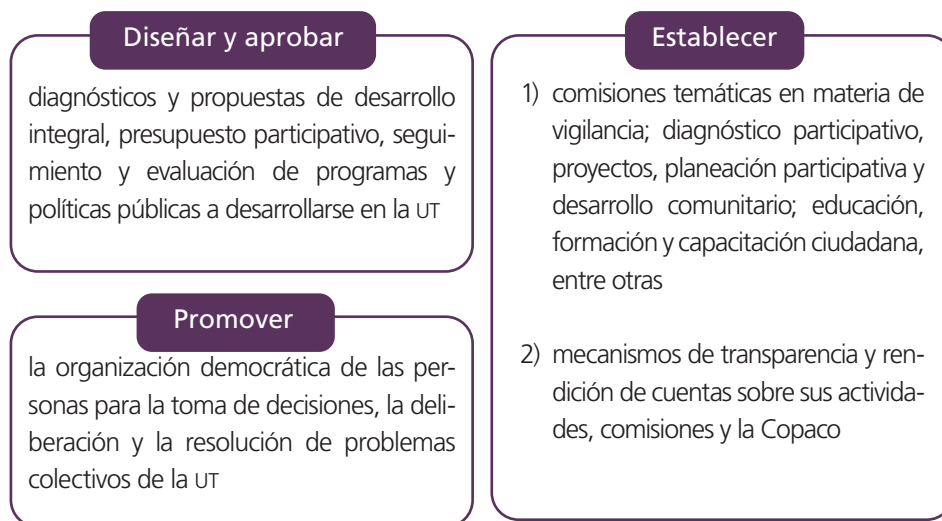 Diseñar y aprobar
diagnósticos y propuestas de desarrollo
integral, presupuesto participativo, segui-
miento y evaluación de programas y
políticas públicas a desarrollarse en la UT
Promover
la organización democrática de las per-
sonas para la toma de decisiones, la deli-
beración y la resolución de problemas
colectivos de la UT
Establecer
1) comisiones temáticas en materia de
vigilancia; diagnóstico participativo,
proyectos, planeación participativa y
desarrollo comunitario; educación,
formación y capacitación ciudadana,
entre otras
2) mecanismos de transparencia y ren-
dición de cuentas sobre sus activida-
des, comisiones y la Copaco